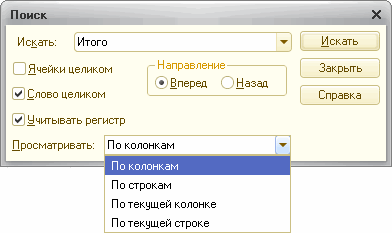 Поиск
Искать: Итого Искать
Ячейки целиком Направление Закрыть
Слово целиком Вперед Назад Справка
Учитывать регистр
Просматривать: По колонкам
По колонкам
По строкам
По текущей колонке
По текущей строке